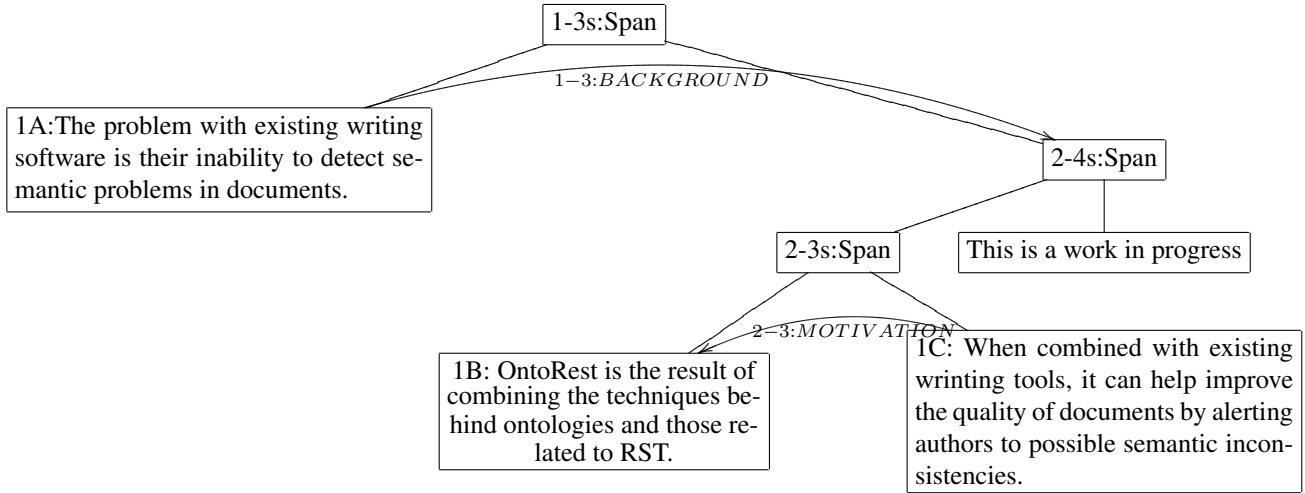 1-3s:Span
1−3:BACKGROUND
1A:The problem with existing writing
software is their inability to detect se-
mantic problems in documents.
2-4s:Span
2-3s:Span
This is a work in progress
2−3:MOTIVATION
1B: OntoRest is the result of
combining the techniques be-
hind ontologies and those re-
lated to RST.
1C: When combined with existing
wrinting tools, it can help improve
the quality of documents by alerting
authors to possible semantic incon-
sistencies.